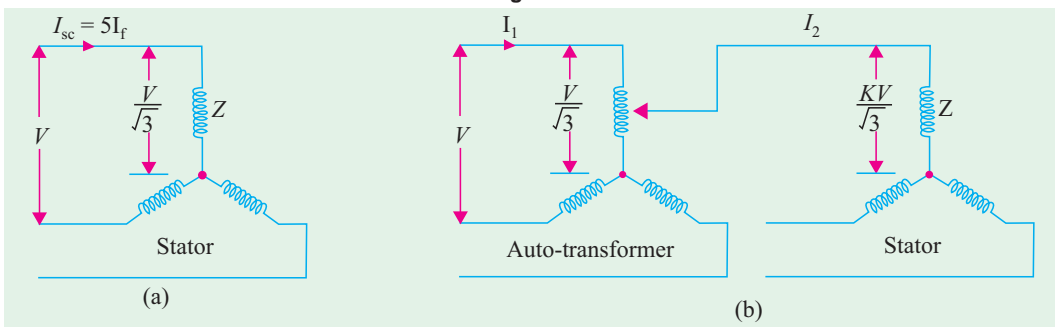 I_sc = 5I_f
V
V/√3
Z
Stator
(a)
I_1
I_2
V
V/√3
KV/√3
Z
Auto-transformer
Stator
(b)